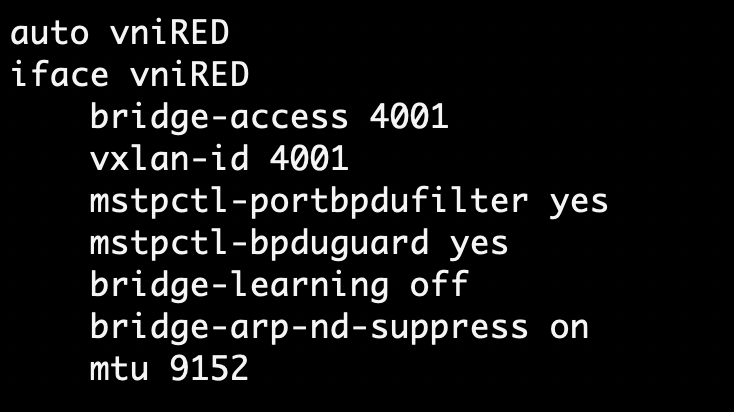 auto vniRED
iface vniRED
    bridge-access 4001
    vxlan-id 4001
    mstpctl-portbpdufilter yes
    mstpctl-bpduguard yes
    bridge-learning off
    bridge-arp-nd-suppress on
    mtu 9152